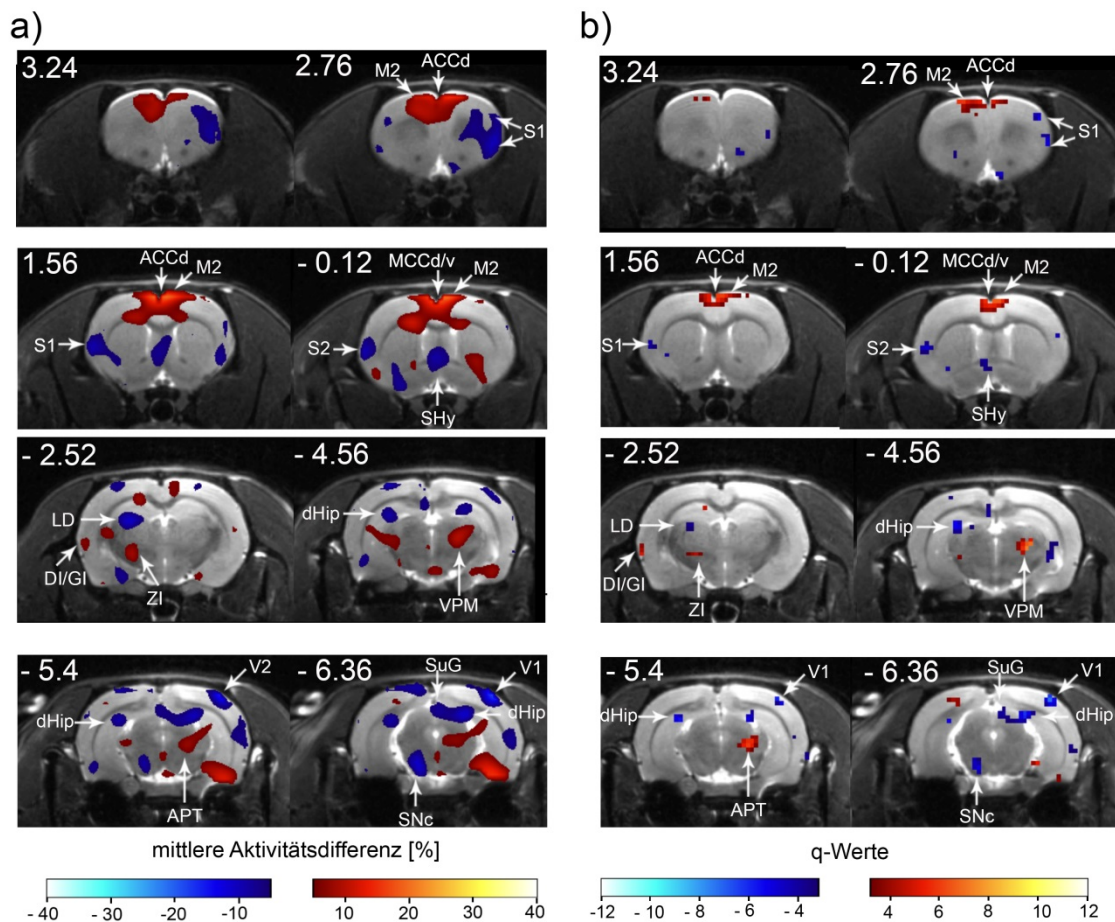 a)
3.24
2.76
M2
ACCd
S1
1.56
ACCd
M2
- 0.12
MCCd/v
M2
S1
S2
SHy
- 2.52
- 4.56
LD
dHip
DI/GI
ZI
VPM
- 5.4
V2
- 6.36
SuG
V1
dHip
dHip
APT
SNc
mittlere Aktivitätsdifferenz [%]
- 40 - 30 - 20 - 10 10 20 30 40
b)
3.24
2.76
M2
ACCd
S1
1.56
ACCd
M2
- 0.12
MCCd/v
M2
S1
S2
SHy
- 2.52
- 4.56
LD
dHip
DI/GI
ZI
VPM
- 5.4
V1
- 6.36
SuG
V1
dHip
dHip
APT
SNc
q-Werte
-12 -10 - 8 - 6 - 4 4 6 8 10 12